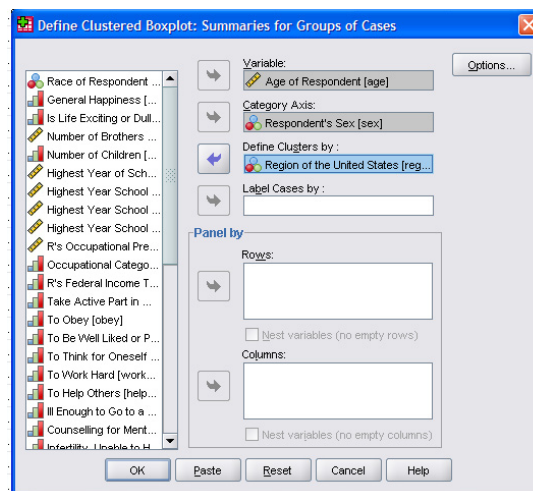 Define Clustered Boxplot: Summaries for Groups of Cases
Race of Respondent ...
General Happiness [...
Is Life Exciting or Dull...
Number of Brothers ...
Number of Children [...
Highest Year of Sch...
Highest Year School ...
Highest Year School ...
Highest Year School ...
R's Occupational Pre...
Occupational Catego...
R's Federal Income T...
Take Active Part in ...
To Obey [obey]
To Be Well Liked or P...
To Think for Oneself ...
To Work Hard [work...
To Help Others [help...
Ill Enough to Go to a ...
Counselling for Ment...
Infertility, Unable to H...
Variable:
Age of Respondent [age]
Category Axis:
Respondent's Sex [sex]
Define Clusters by :
Region of the United States [reg...
Label Cases by :
Panel by
Rows:
Nest variables (no empty rows)
Columns:
Nest variables (no empty columns)
Options...
OK
Paste
Reset
Cancel
Help